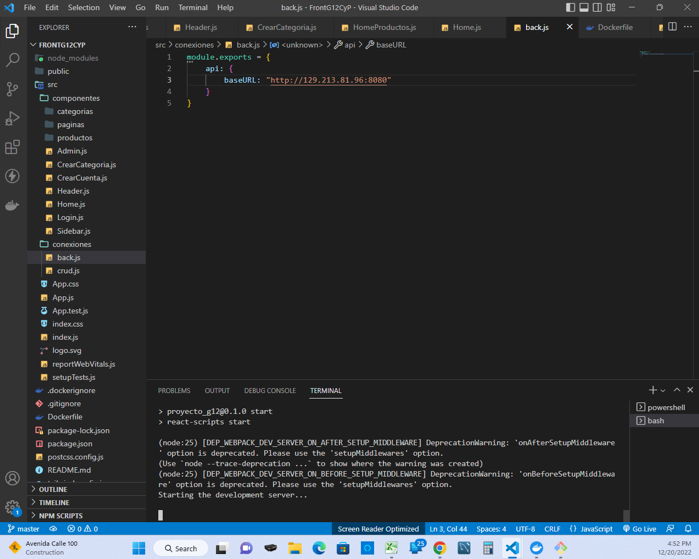 File Edit Selection View Go Run Terminal Help
back.js - FrontG12CyP - Visual Studio Code
EXPLORER
FRONTG12CYP
node_modules
public
src
componentes
categorias
paginas
productos
Admin.js
CrearCategoria.js
CrearCuenta.js
Header.js
Home.js
Login.js
Sidebar.js
conexiones
back.js
crud.js
App.css
App.js
App.test.js
index.css
index.js
logo.svg
reportWebVitals.js
setupTests.js
.dockerignore
.gitignore
Dockerfile
package-lock.json
package.json
postcss.config.js
README.md
OUTLINE
TIMELINE
NPM SCRIPTS
Header.js CrearCategoria.js HomeProductos.js Home.js back.js Dockerfile
src > conexiones > back.js > <unknown> > api > baseURL
1 module.exports = {
2 api: {
3 baseURL: "http://129.213.81.96:8080"
4 }
5 }
PROBLEMS OUTPUT DEBUG CONSOLE TERMINAL
> proyecto_g12@0.1.0 start
> react-scripts start
(node:25) [DEP_WEBPACK_DEV_SERVER_ON_AFTER_SETUP_MIDDLEWARE] DeprecationWarning: 'onAfterSetupMiddleware
' option is deprecated. Please use the 'setupMiddlewares' option.
(Use `node --trace-deprecation ...` to show where the warning was created)
(node:25) [DEP_WEBPACK_DEV_SERVER_ON_BEFORE_SETUP_MIDDLEWARE] DeprecationWarning: 'onBeforeSetupMiddlewa
re' option is deprecated. Please use the 'setupMiddlewares' option.
Starting the development server...
powershell
bash
master 0 0 Screen Reader Optimized Ln 3, Col 44 Spaces: 4 UTF-8 CRLF {} JavaScript Go Live
Avenida Calle 100
Construction
Search
25
4:52 PM
12/20/2022
1